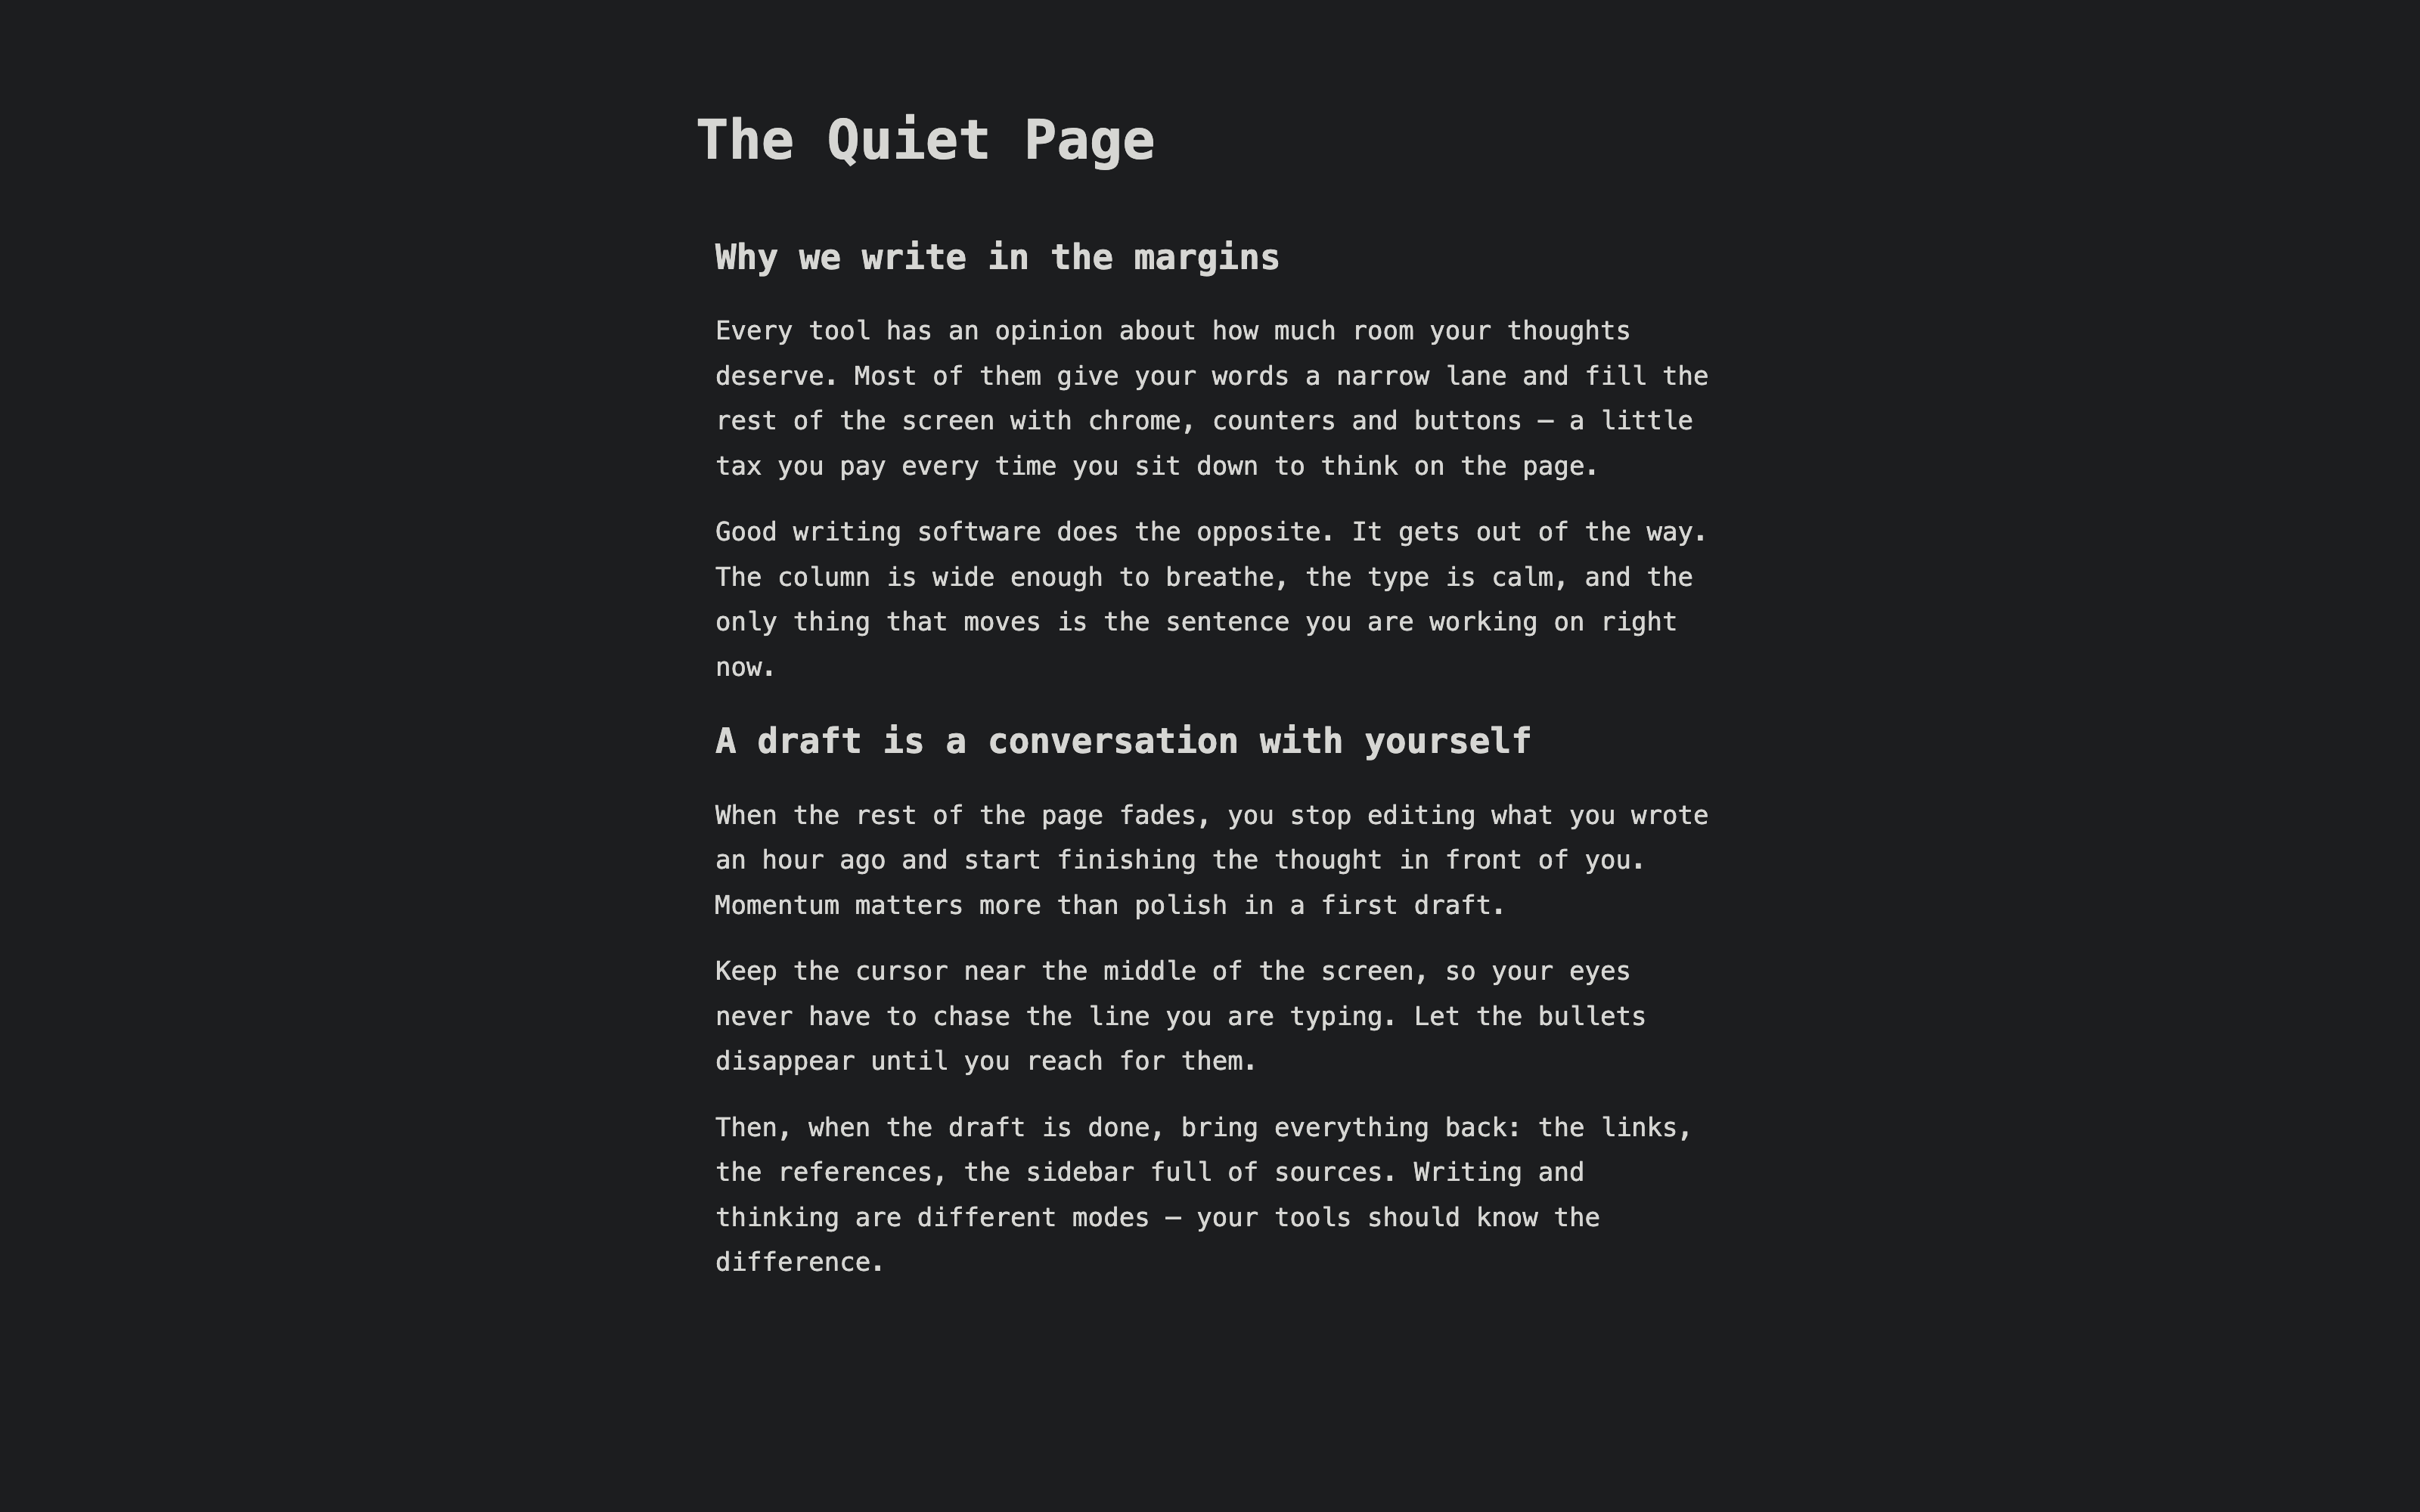 The Quiet Page
Why we write in the margins
Every tool has an opinion about how much room your thoughts
deserve. Most of them give your words a narrow lane and fill the
rest of the screen with chrome, counters and buttons — a little
tax you pay every time you sit down to think on the page.
Good writing software does the opposite. It gets out of the way.
The column is wide enough to breathe, the type is calm, and the
only thing that moves is the sentence you are working on right
now.
A draft is a conversation with yourself
When the rest of the page fades, you stop editing what you wrote
an hour ago and start finishing the thought in front of you.
Momentum matters more than polish in a first draft.
Keep the cursor near the middle of the screen, so your eyes
never have to chase the line you are typing. Let the bullets
disappear until you reach for them.
Then, when the draft is done, bring everything back: the links,
the references, the sidebar full of sources. Writing and
thinking are different modes — your tools should know the
difference.